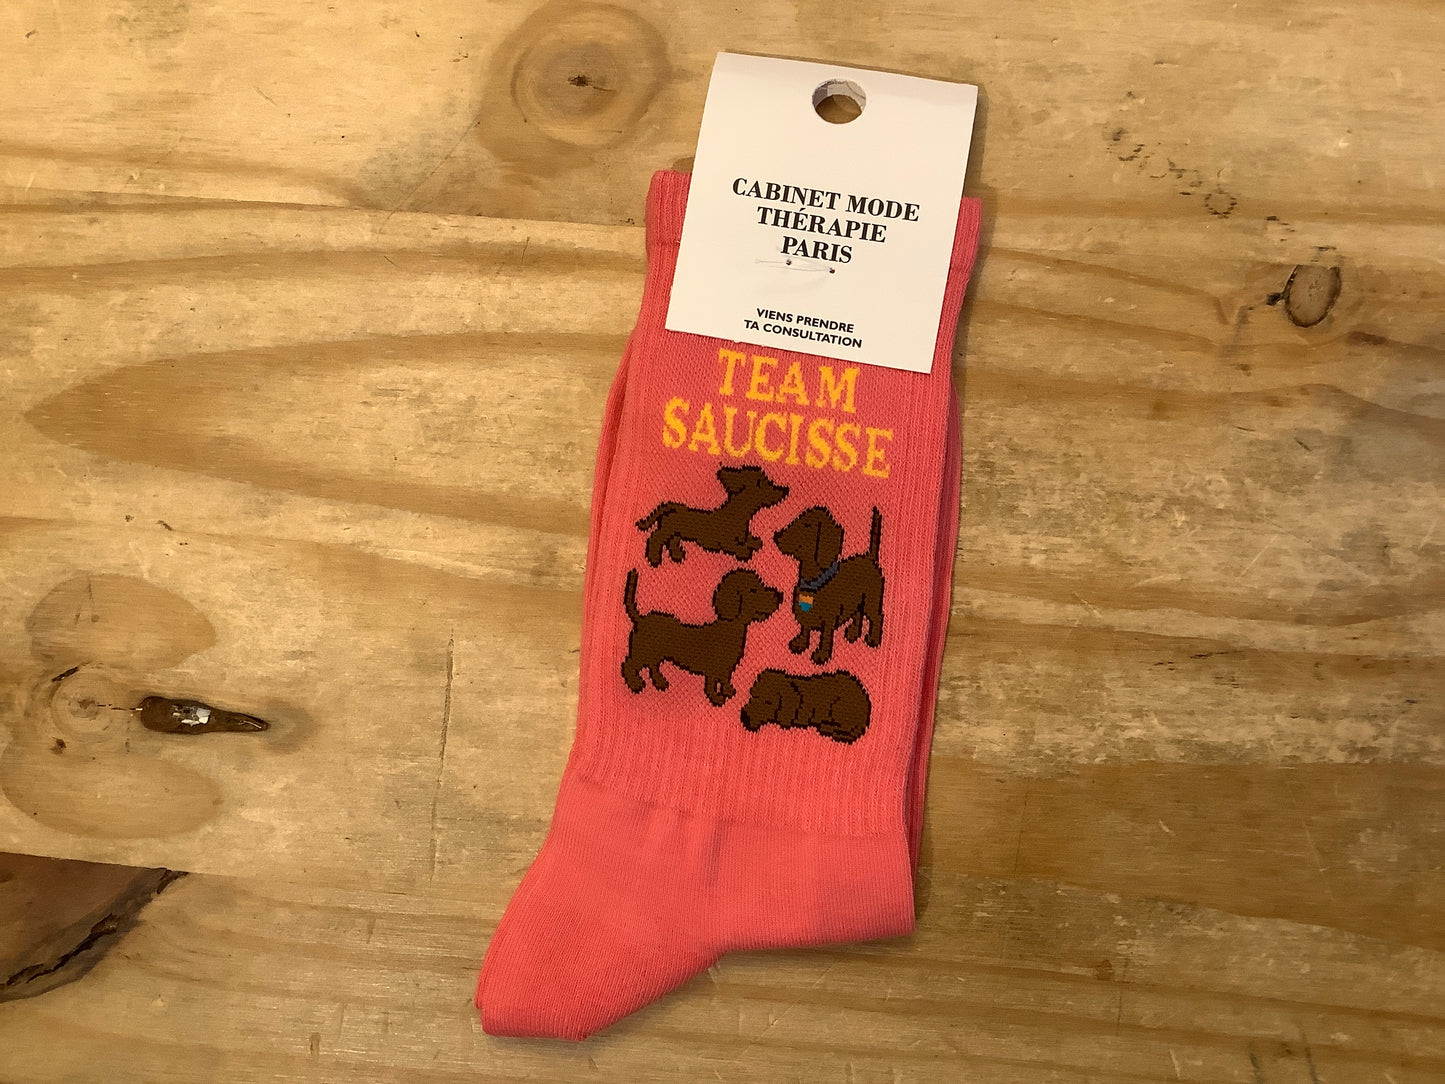 CABINET MODE
THÉRAPIE
PARIS
VIENS PRENDRE
TA CONSULTATION
TEAM
SAUCISSE